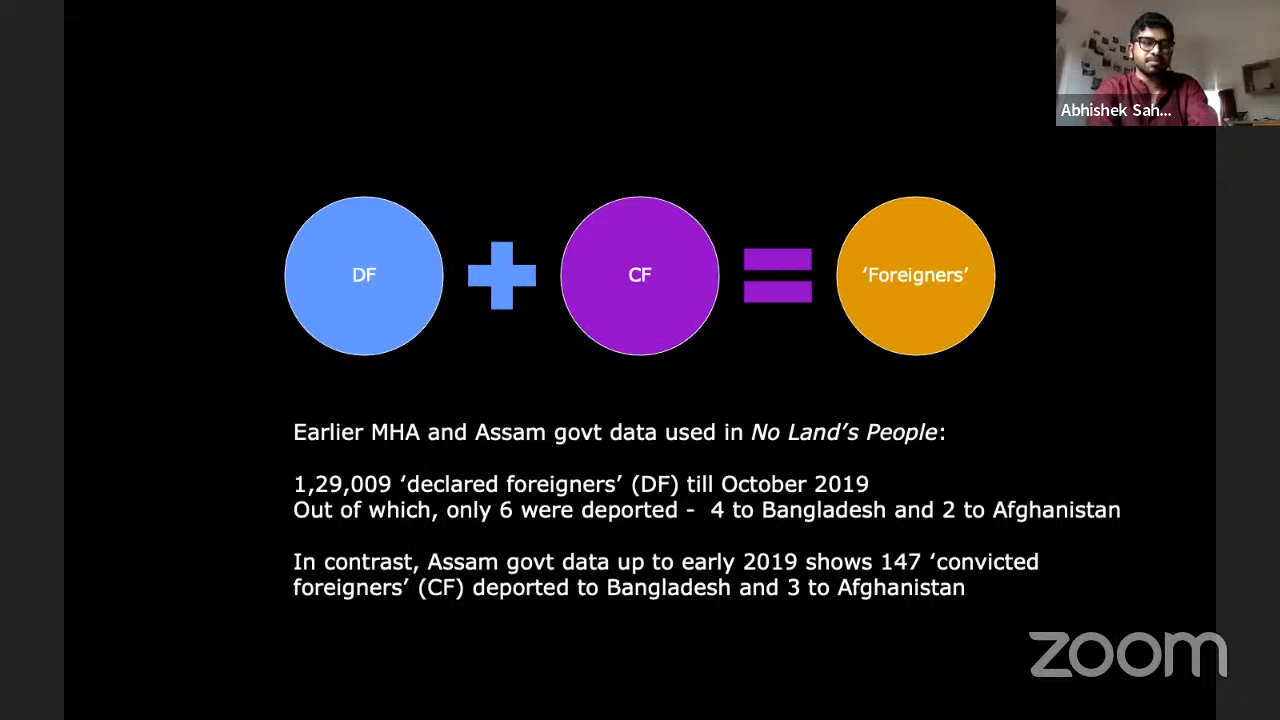 Abhishek Sah...
DF
CF
‘Foreigners’
Earlier MHA and Assam govt data used in No Land’s People:
1,29,009 ‘declared foreigners’ (DF) till October 2019
Out of which, only 6 were deported -  4 to Bangladesh and 2 to Afghanistan
In contrast, Assam govt data up to early 2019 shows 147 ‘convicted
foreigners’ (CF) deported to Bangladesh and 3 to Afghanistan
zoom